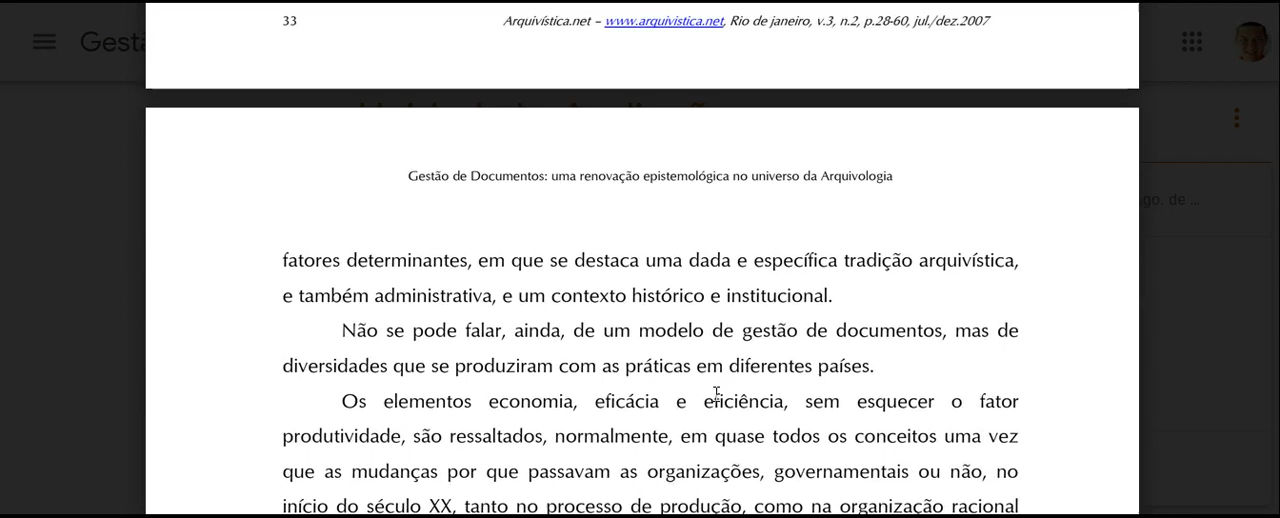 33 Arquivística.net – www.arquivistica.net, Rio de janeiro, v.3, n.2, p.28-60, jul./dez.2007
Gestã
go. de ...
Gestão de Documentos: uma renovação epistemológica no universo da Arquivologia
fatores determinantes, em que se destaca uma dada e específica tradição arquivística,
e também administrativa, e um contexto histórico e institucional.
Não se pode falar, ainda, de um modelo de gestão de documentos, mas de
diversidades que se produziram com as práticas em diferentes países.
Os elementos economia, eficácia e eficiência, sem esquecer o fator
produtividade, são ressaltados, normalmente, em quase todos os conceitos uma vez
que as mudanças por que passavam as organizações, governamentais ou não, no
início do século XX, tanto no processo de produção, como na organização racional